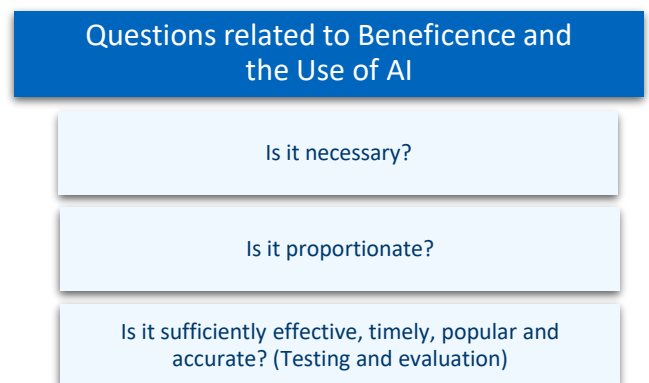 Questions related to Beneficence and
the Use of AI
Is it necessary?
Is it proportionate?
Is it sufficiently effective, timely, popular and
accurate? (Testing and evaluation)